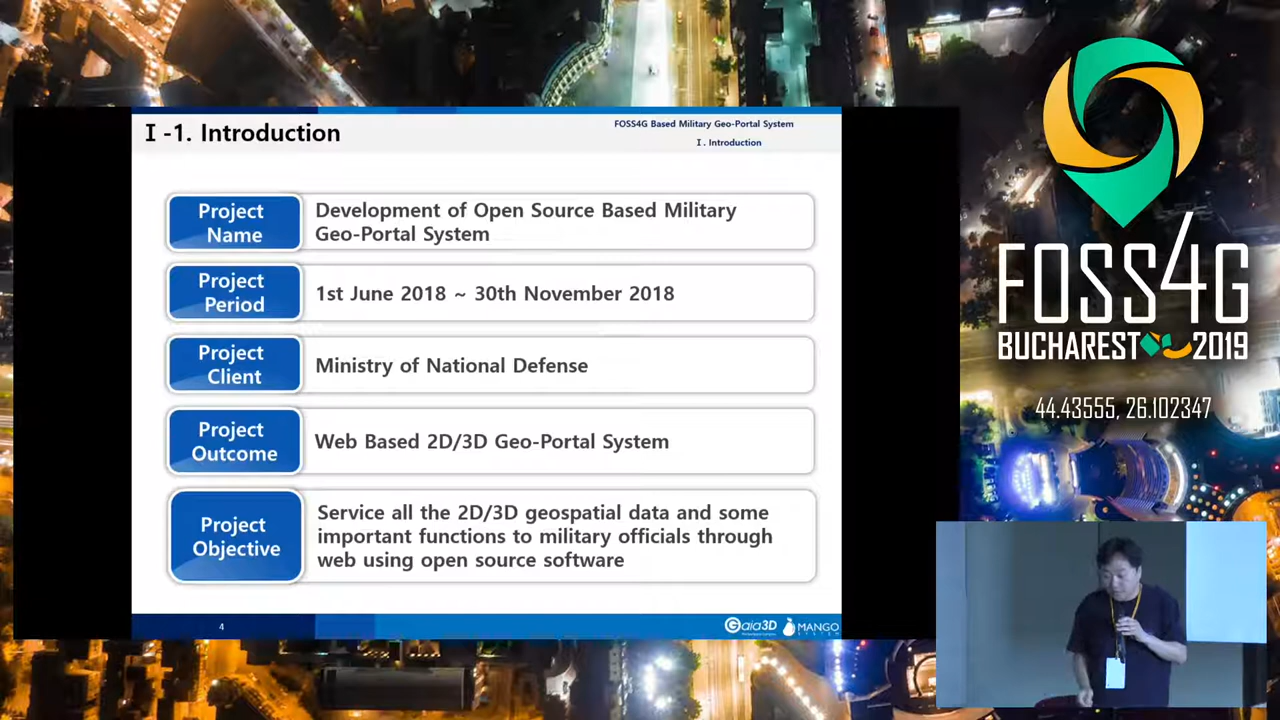 I -1. Introduction
FOSS4G Based Military Geo-Portal System
I . Introduction
Project
Name
Development of Open Source Based Military
Geo-Portal System
Project
Period
1st June 2018 ~ 30th November 2018
Project
Client
Ministry of National Defense
Project
Outcome
Web Based 2D/3D Geo-Portal System
Project
Objective
Service all the 2D/3D geospatial data and some
important functions to military officials through
web using open source software
4
Gaia3D
MANGO
SYSTEM
FOSS4G
BUCHAREST 2019
44.43555, 26.102347